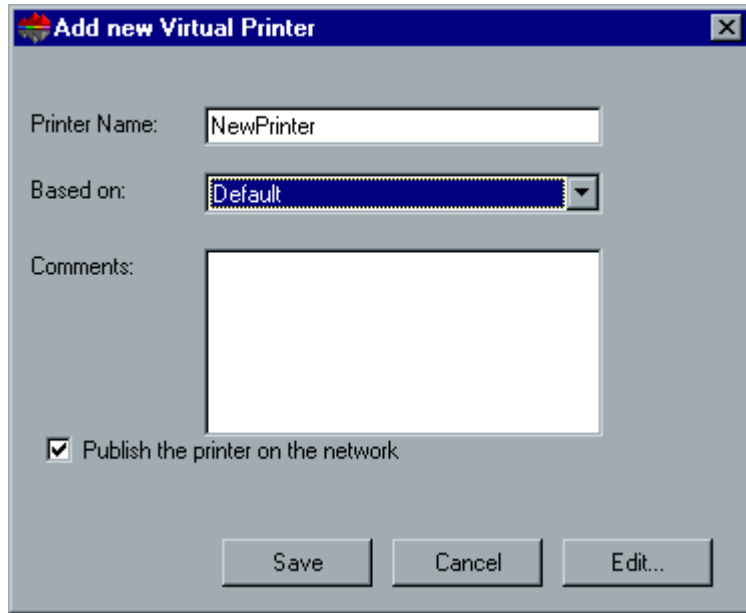 Add new Virtual Printer
Printer Name: NewPrinter
Based on: Default
Comments:
Publish the printer on the network
Save Cancel Edit...